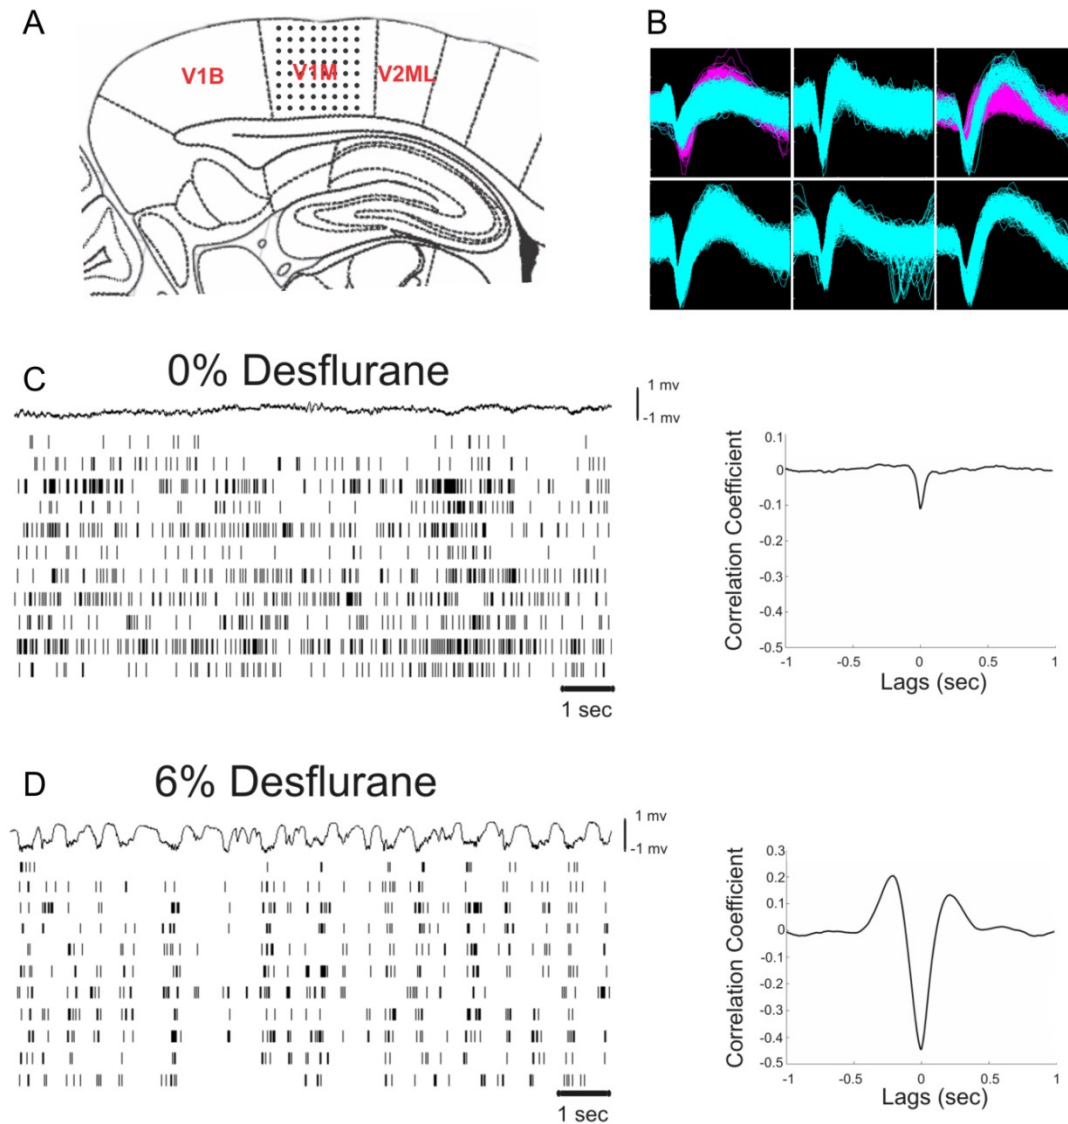 A
B
V1B
V1M
V2ML
C
0% Desflurane
1 mv
-1 mv
1 sec
Correlation Coefficient
0.1
0
-0.1
-0.2
-0.3
-0.4
-0.5
-1
-0.5
0
0.5
1
Lags (sec)
D
6% Desflurane
1 mv
-1 mv
1 sec
Correlation Coefficient
0.3
0.2
0.1
0
-0.1
-0.2
-0.3
-0.4
-0.5
-1
-0.5
0
0.5
1
Lags (sec)